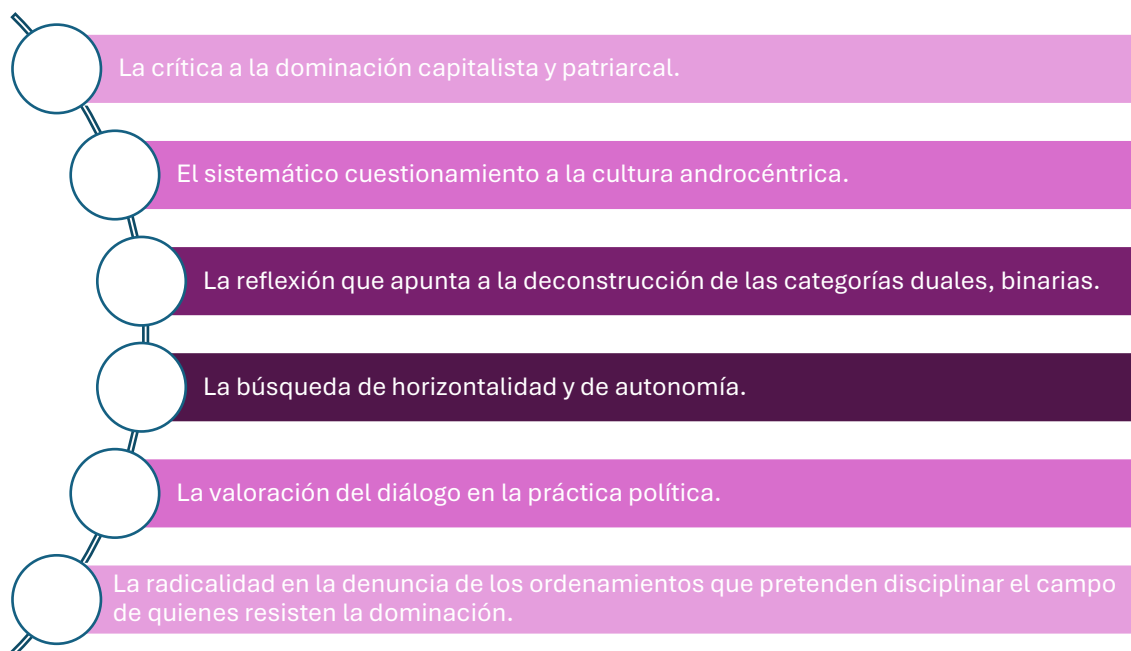 La crítica a la dominación capitalista y patriarcal.
El sistemático cuestionamiento a la cultura androcéntrica.
La reflexión que apunta a la deconstrucción de las categorías duales, binarias.
La búsqueda de horizontalidad y de autonomía.
La valoración del diálogo en la práctica política.
La radicalidad en la denuncia de los ordenamientos que pretenden disciplinar el campo
de quienes resisten la dominación.